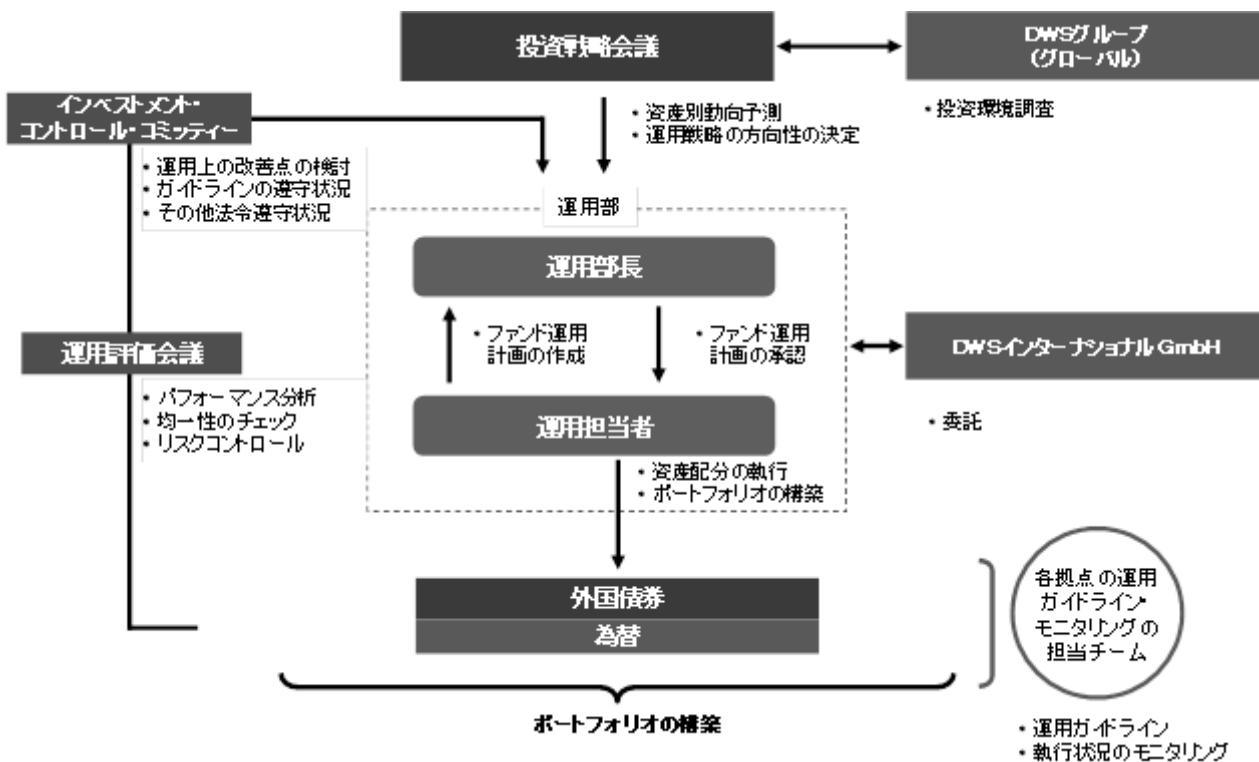 投資戦略会議
DWSグループ
(グローバル)
・投資環境調査
・資産別動向予測
・運用戦略の方向性の決定
インベストメント・
コントロール・コミッティー
・運用上の改善点の検討
・ガイドラインの遵守状況
・その他法令遵守状況
運用部
運用部長
・ファンド運用
計画の作成
・ファンド運用
計画の承認
運用評価会議
・パフォーマンス分析
・均一性のチェック
・リスクコントロール
DWSインターナショナルGmbH
・委託
運用担当者
・資産配分の執行
・ポートフォリオの構築
外国債券
為替
ポートフォリオの構築
各拠点の運用
ガイドライン・
モニタリングの
担当チーム
・運用ガイドライン
・執行状況のモニタリング